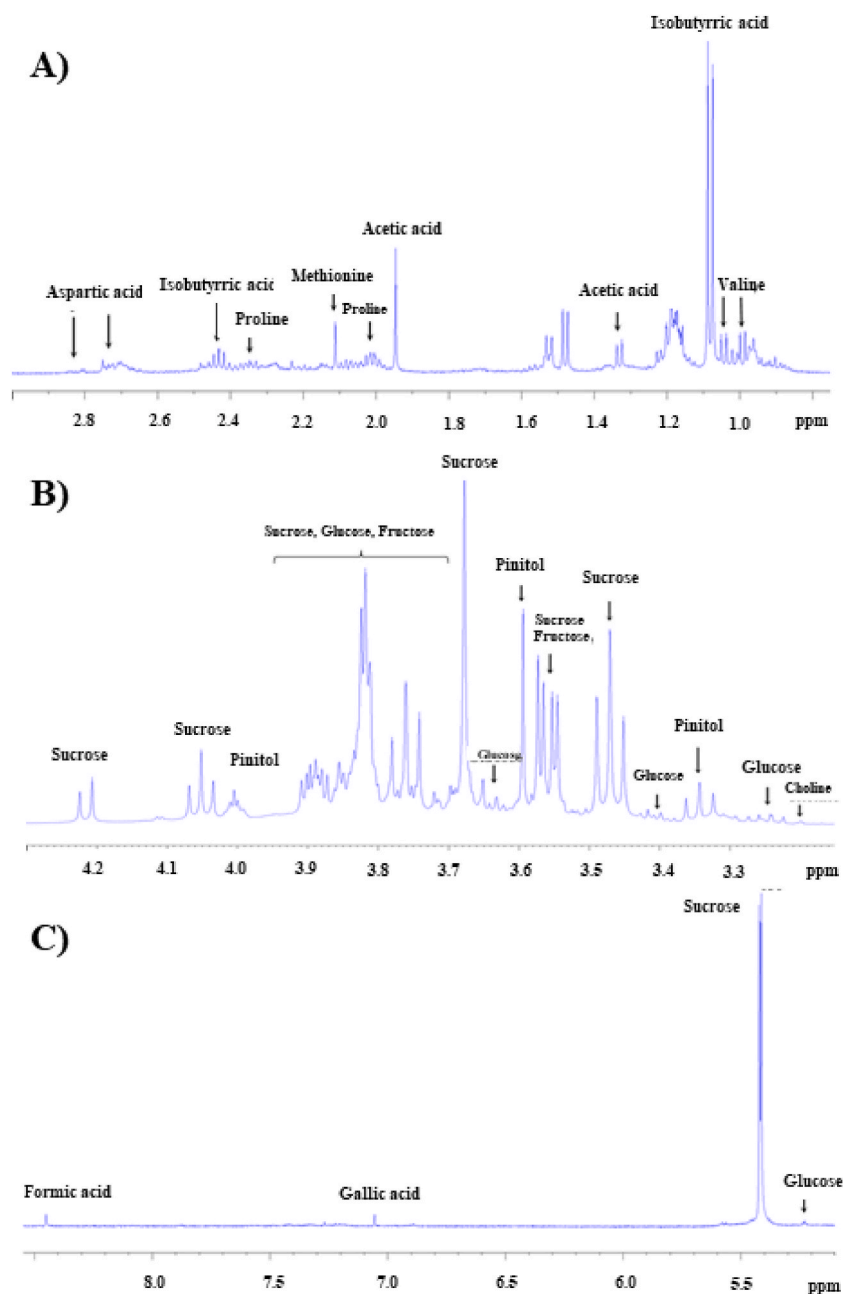 Isobutyrric acid
A)
Acetic acid
Aspartic acid
Isobutyrric acid
Methionine
Proline
Proline
Acetic acid
Valine
2.8 2.6 2.4 2.2 2.0 1.8 1.6 1.4 1.2 1.0 ppm
Sucrose
B)
Sucrose, Glucose, Fructose
Pinitol
Sucrose
Sucrose
Fructose,
Sucrose
Sucrose
Pinitol
Glucose
Pinitol
Glucose
Glucose
Choline
4.2 4.1 4.0 3.9 3.8 3.7 3.6 3.5 3.4 3.3 ppm
C)
Sucrose
Formic acid
Gallic acid
Glucose
8.0 7.5 7.0 6.5 6.0 5.5 ppm